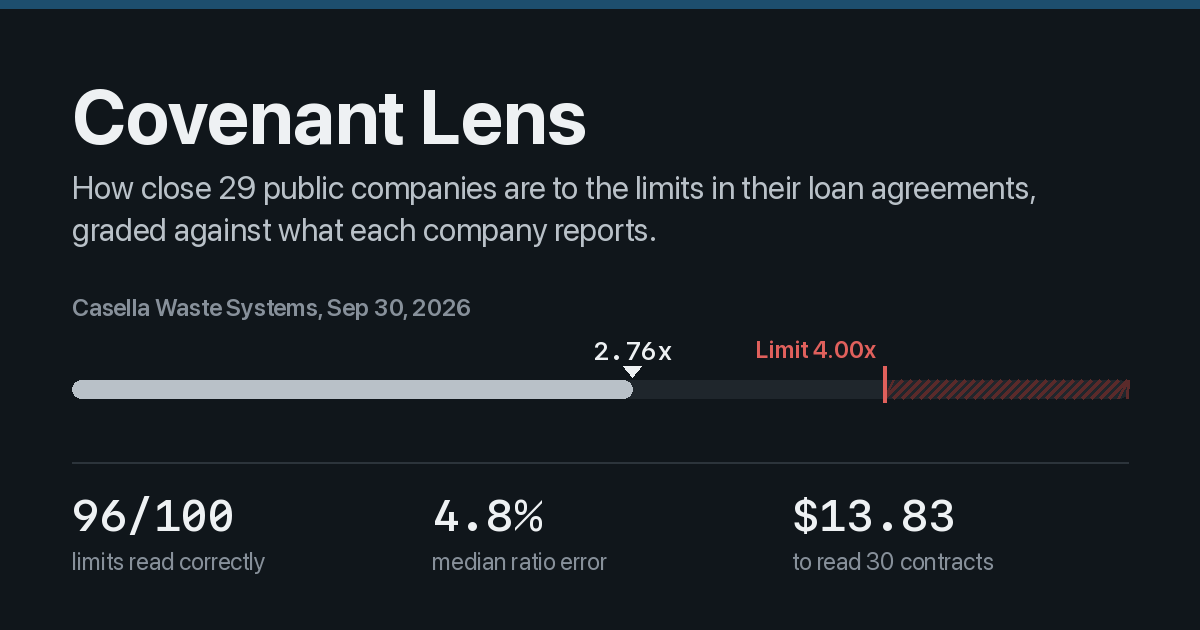 Covenant Lens
How close 29 public companies are to the limits in their loan agreements,
graded against what each company reports.
Casella Waste Systems, Sep 30, 2026
2.76x
Limit 4.00x
96/100
4.8%
$13.83
limits read correctly
median ratio error
to read 30 contracts